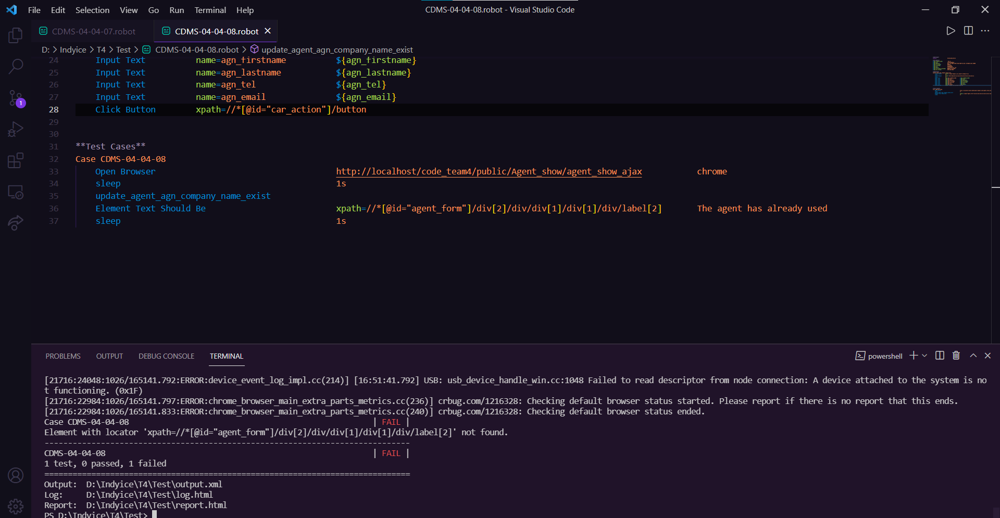 File Edit Selection View Go Run Terminal Help
CDMS-04-04-08.robot - Visual Studio Code
CDMS-04-04-07.robot
CDMS-04-04-08.robot
D: > Indyice > T4 > Test > CDMS-04-04-08.robot > update_agent_agn_company_name_exist
24 Input Text name=agn_firstname ${agn_firstname}
25 Input Text name=agn_lastname ${agn_lastname}
26 Input Text name=agn_tel ${agn_tel}
27 Input Text name=agn_email ${agn_email}
28 Click Button xpath=//*[@id="car_action"]/button
29
30
31 **Test Cases**
32 Case CDMS-04-04-08
33 Open Browser http://localhost/code_team4/public/Agent_show/agent_show_ajax chrome
34 sleep 1s
35 update_agent_agn_company_name_exist
36 Element Text Should Be xpath=//*[@id="agent_form"]/div[2]/div/div[1]/div[1]/div/label[2] The agent has already used
37 sleep 1s
1
PROBLEMS OUTPUT DEBUG CONSOLE TERMINAL
powershell
[21716:24048:1026/165141.792:ERROR:device_event_log_impl.cc(214)] [16:51:41.792] USB: usb_device_handle_win.cc:1048 Failed to read descriptor from node connection: A device attached to the system is no
t functioning. (0x1F)
[21716:22984:1026/165141.797:ERROR:chrome_browser_main_extra_parts_metrics.cc(236)] crbug.com/1216328: Checking default browser status started. Please report if there is no report that this ends.
[21716:22984:1026/165141.833:ERROR:chrome_browser_main_extra_parts_metrics.cc(240)] crbug.com/1216328: Checking default browser status ended.
Case CDMS-04-04-08 | FAIL |
Element with locator 'xpath=//*[@id="agent_form"]/div[2]/div/div[1]/div[1]/div/label[2]' not found.
------------------------------------------------------------------------------
CDMS-04-04-08 | FAIL |
1 test, 0 passed, 1 failed
==============================================================================
Output: D:\Indyice\T4\Test\output.xml
Log: D:\Indyice\T4\Test\log.html
Report: D:\Indyice\T4\Test\report.html
PS D:\Indyice\T4\Test>